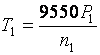 T₁ = 9550P₁ / n₁